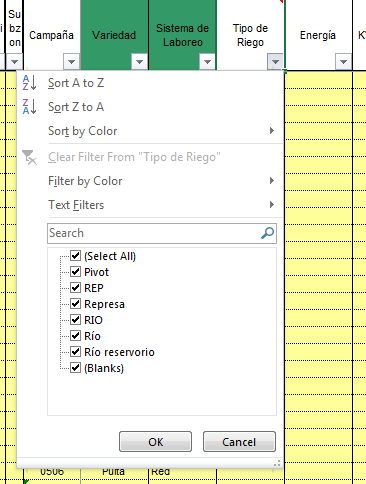 Su
bz
on
Campaña
Variedad
Sistema de
Laboreo
Tipo de
Riego
Energía
Sort A to Z
Sort Z to A
Sort by Color
Clear Filter From "Tipo de Riego"
Filter by Color
Text Filters
Search
(Select All)
Pivot
REP
Represa
RIO
Río
Río reservorio
(Blanks)
OK
Cancel
0506
Red